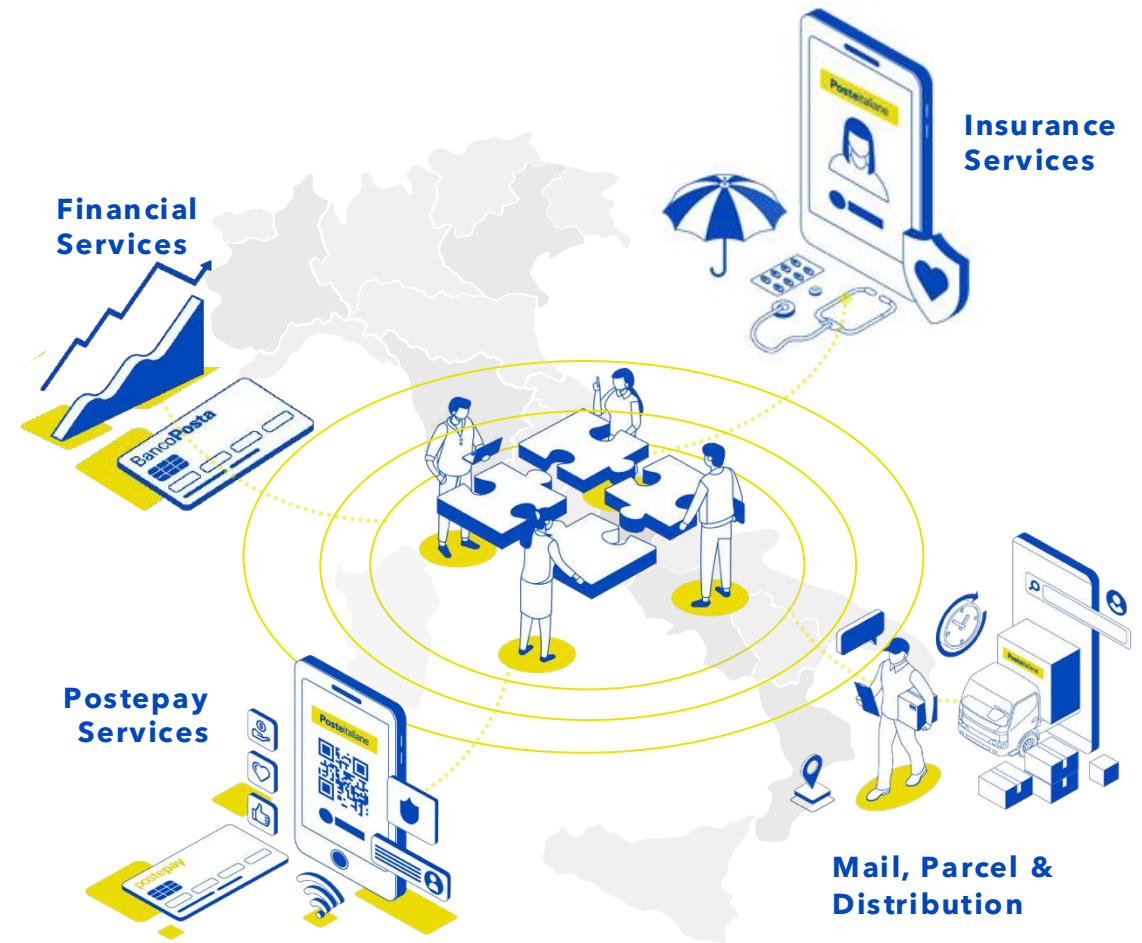 Posteitaliane
Insurance
Services
Financial
Services
BancoPosta
Postepay
Services
Posteitaliane
postepay
Posteitaliane
Mail, Parcel &
Distribution